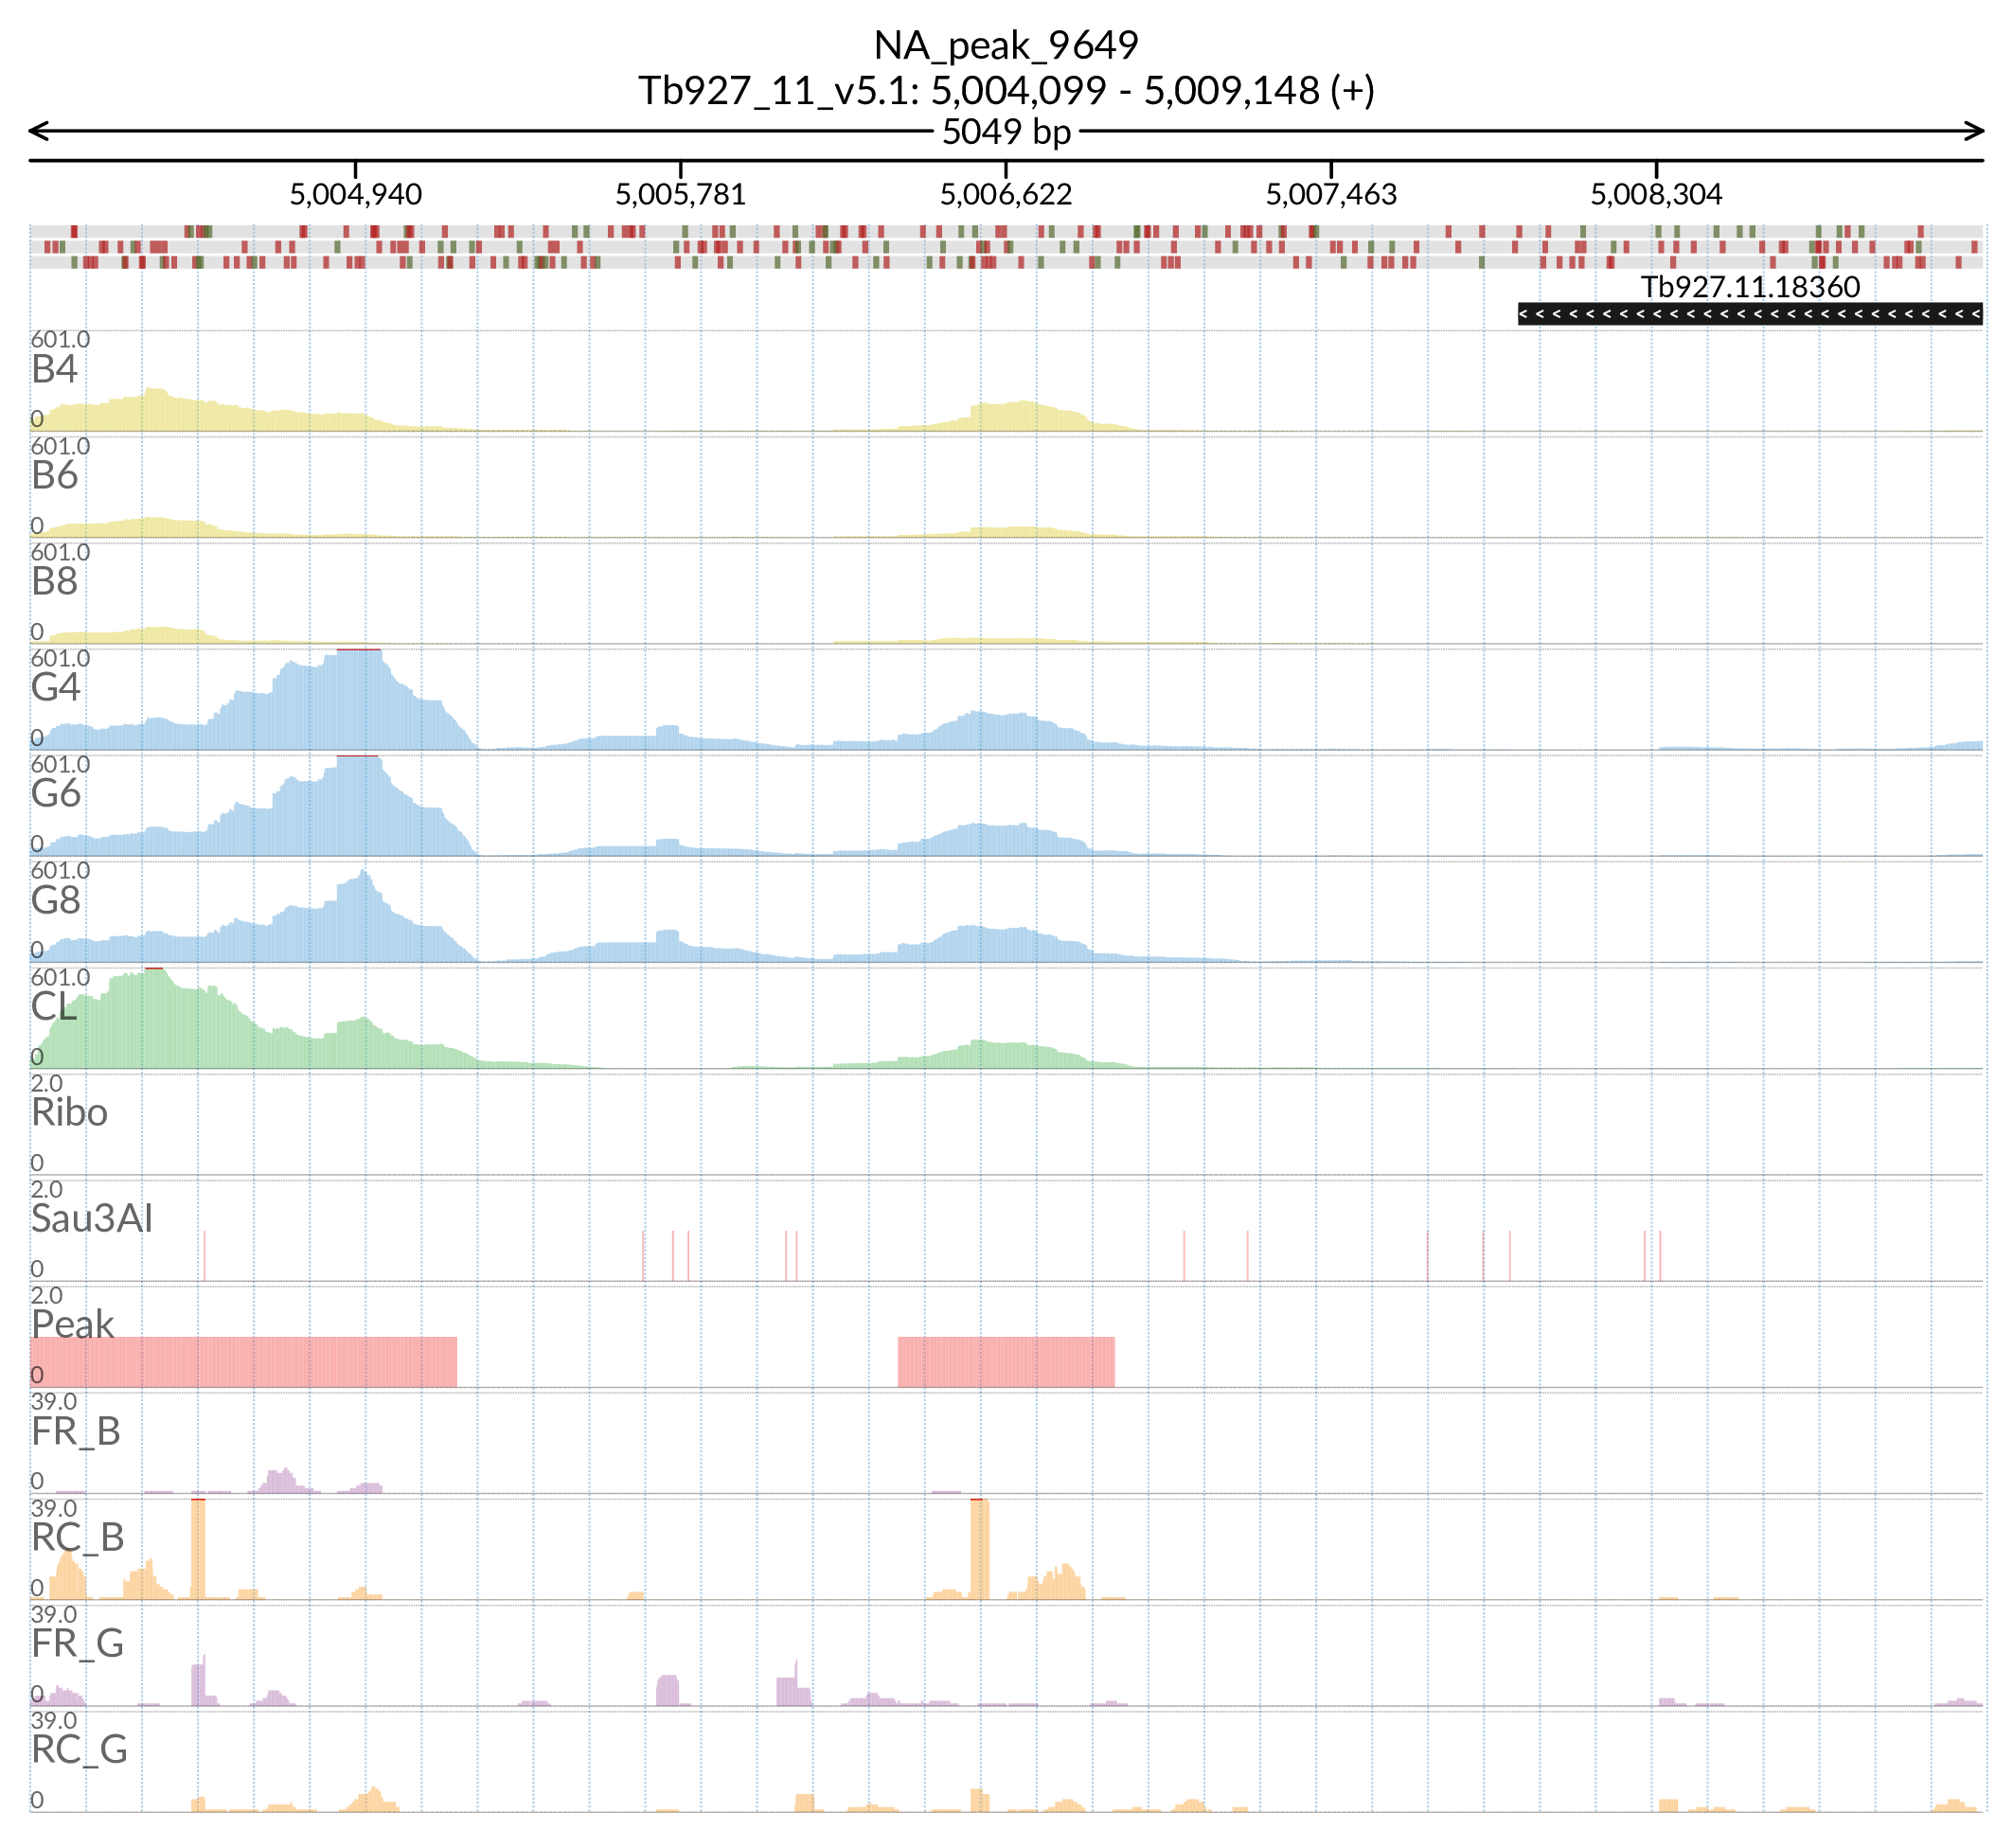 NA_peak_9649
Tb927_11_v5.1: 5,004,099 - 5,009,148 (+)
5049 bp
5,004,940 5,005,781 5,006,622 5,007,463 5,008,304
Tb927.11.18360
601.0
B4
0
601.0
B6
0
601.0
B8
0
601.0
G4
0
601.0
G6
0
601.0
G8
0
601.0
CL
0
2.0
Ribo
0
2.0
Sau3AI
0
2.0
Peak
0
39.0
FR_B
0
39.0
RC_B
0
39.0
FR_G
0
39.0
RC_G
0